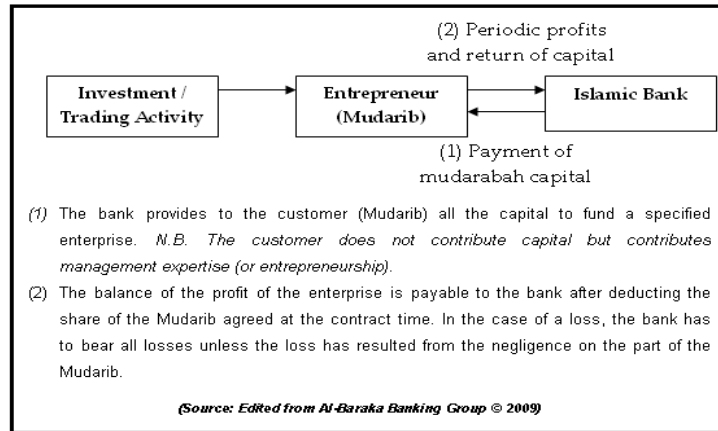 (2) Periodic profits
and return of capital
Investment /
Trading Activity
Entrepreneur
(Mudarib)
Islamic Bank
(1) Payment of
mudarabah capital
(1) The bank provides to the customer (Mudarib) all the capital to fund a specified
enterprise. N.B. The customer does not contribute capital but contributes
management expertise (or entrepreneurship).
(2) The balance of the profit of the enterprise is payable to the bank after deducting the
share of the Mudarib agreed at the contract time. In the case of a loss, the bank has
to bear all losses unless the loss has resulted from the negligence on the part of the
Mudarib.
(Source: Edited from Al-Baraka Banking Group © 2009)